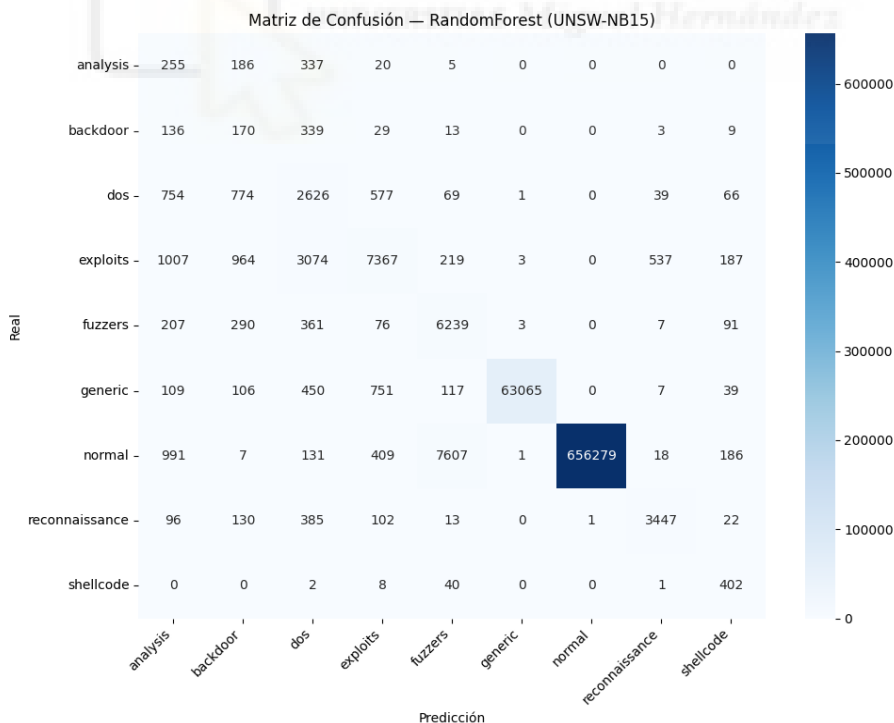 Matriz de Confusión — RandomForest (UNSW-NB15)
Real
analysis 255 186 337 20 5 0 0 0 0
backdoor 136 170 339 29 13 0 0 3 9
dos 754 774 2626 577 69 1 0 39 66
exploits 1007 964 3074 7367 219 3 0 537 187
fuzzers 207 290 361 76 6239 3 0 7 91
generic 109 106 450 751 117 63065 0 7 39
normal 991 7 131 409 7607 1 656279 18 186
reconnaissance 96 130 385 102 13 0 1 3447 22
shellcode 0 0 2 8 40 0 0 1 402
analysis backdoor dos exploits fuzzers generic normal reconnaissance shellcode
Predicción
600000
500000
400000
300000
200000
100000
0